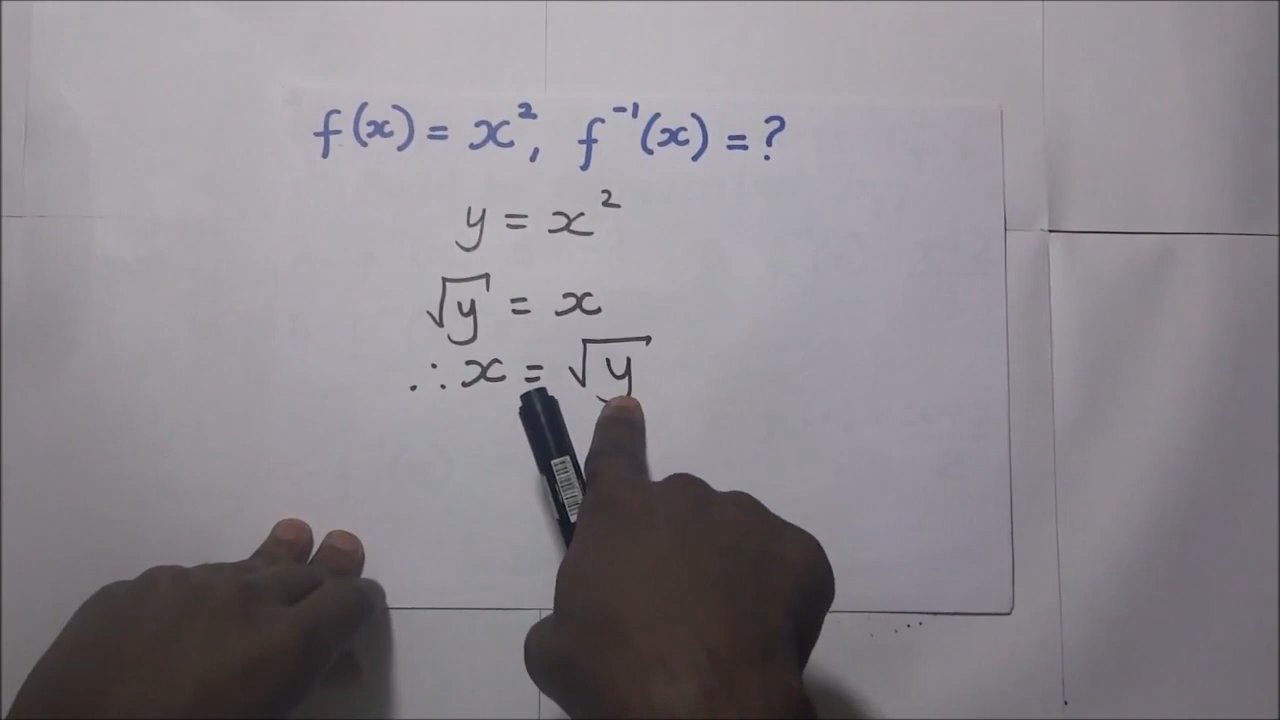 f(x) = x², f⁻¹(x) = ?
y = x²
√y = x
∴ x = √y